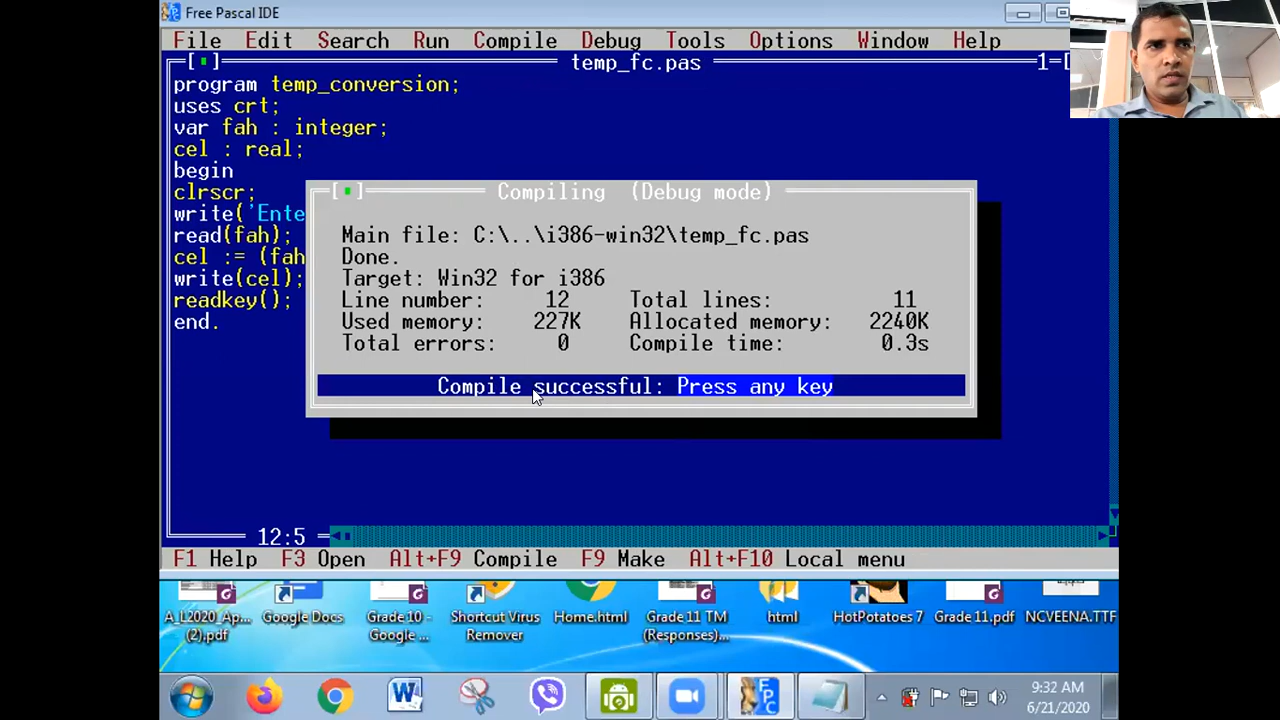 Free Pascal IDE
File Edit Search Run Compile Debug Tools Options Window Help
temp_fc.pas 1
program temp_conversion;
uses crt;
var fah : integer;
cel : real;
begin
clrscr;
write('Ente
read(fah);
cel := (fah
write(cel);
readkey();
end.
Compiling (Debug mode)
Main file: C:\..\i386-win32\temp_fc.pas
Done.
Target: Win32 for i386
Line number: 12 Total lines: 11
Used memory: 227K Allocated memory: 2240K
Total errors: 0 Compile time: 0.3s
Compile successful: Press any key
12:5
F1 Help F3 Open Alt+F9 Compile F9 Make Alt+F10 Local menu
A_L2020_Ap... (2).pdf
Google Docs
Grade 10 - Google ...
Shortcut Virus Remover
Home.html
Grade 11 TM (Responses)...
html
HotPotatoes 7
Grade 11.pdf
NCVEENA.TTF
9:32 AM
6/21/2020